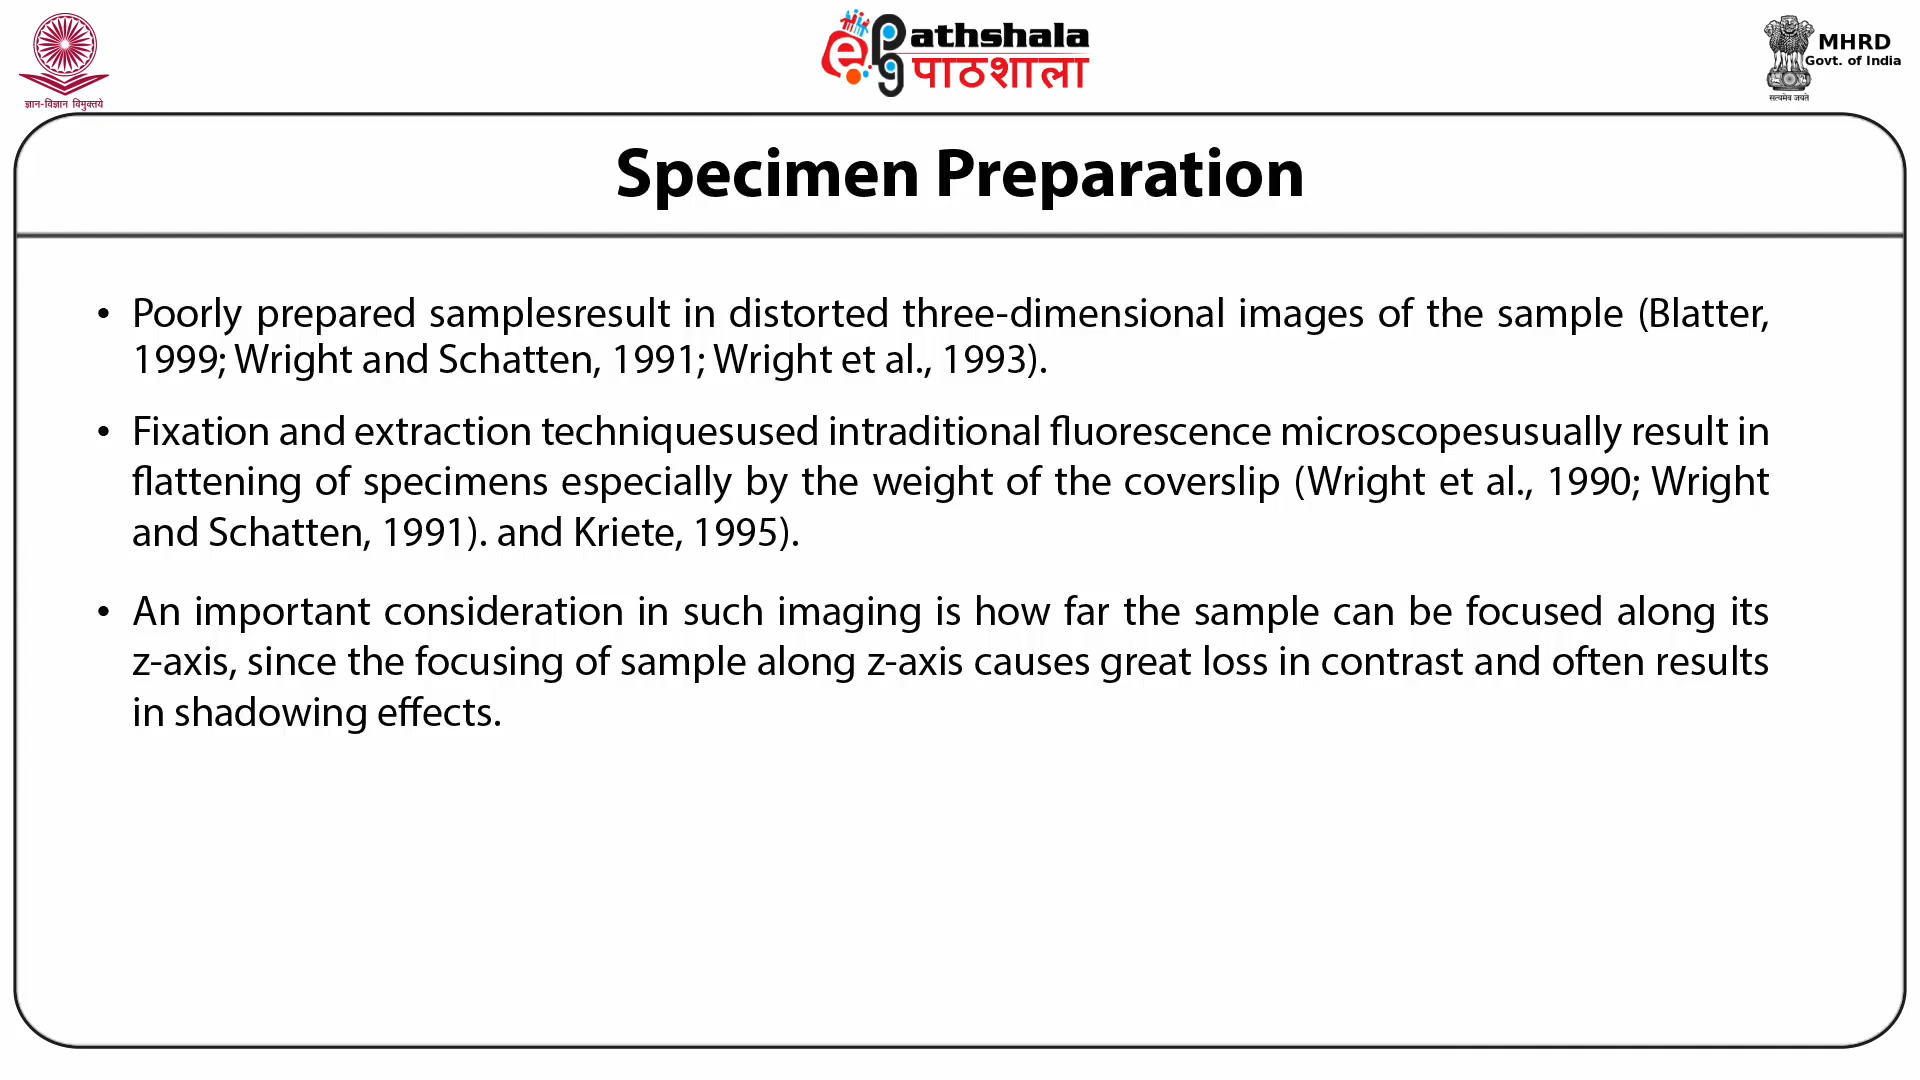 ज्ञान-विज्ञान विमुक्तये
ePGathshala
पाठशाला
MHRD
Govt. of India
सत्यमेव जयते
Specimen Preparation
• Poorly prepared samplesresult in distorted three-dimensional images of the sample (Blatter,
1999; Wright and Schatten, 1991; Wright et al., 1993).
• Fixation and extraction techniquesused intraditional fluorescence microscopesusually result in
flattening of specimens especially by the weight of the coverslip (Wright et al., 1990; Wright
and Schatten, 1991). and Kriete, 1995).
• An important consideration in such imaging is how far the sample can be focused along its
z-axis, since the focusing of sample along z-axis causes great loss in contrast and often results
in shadowing effects.